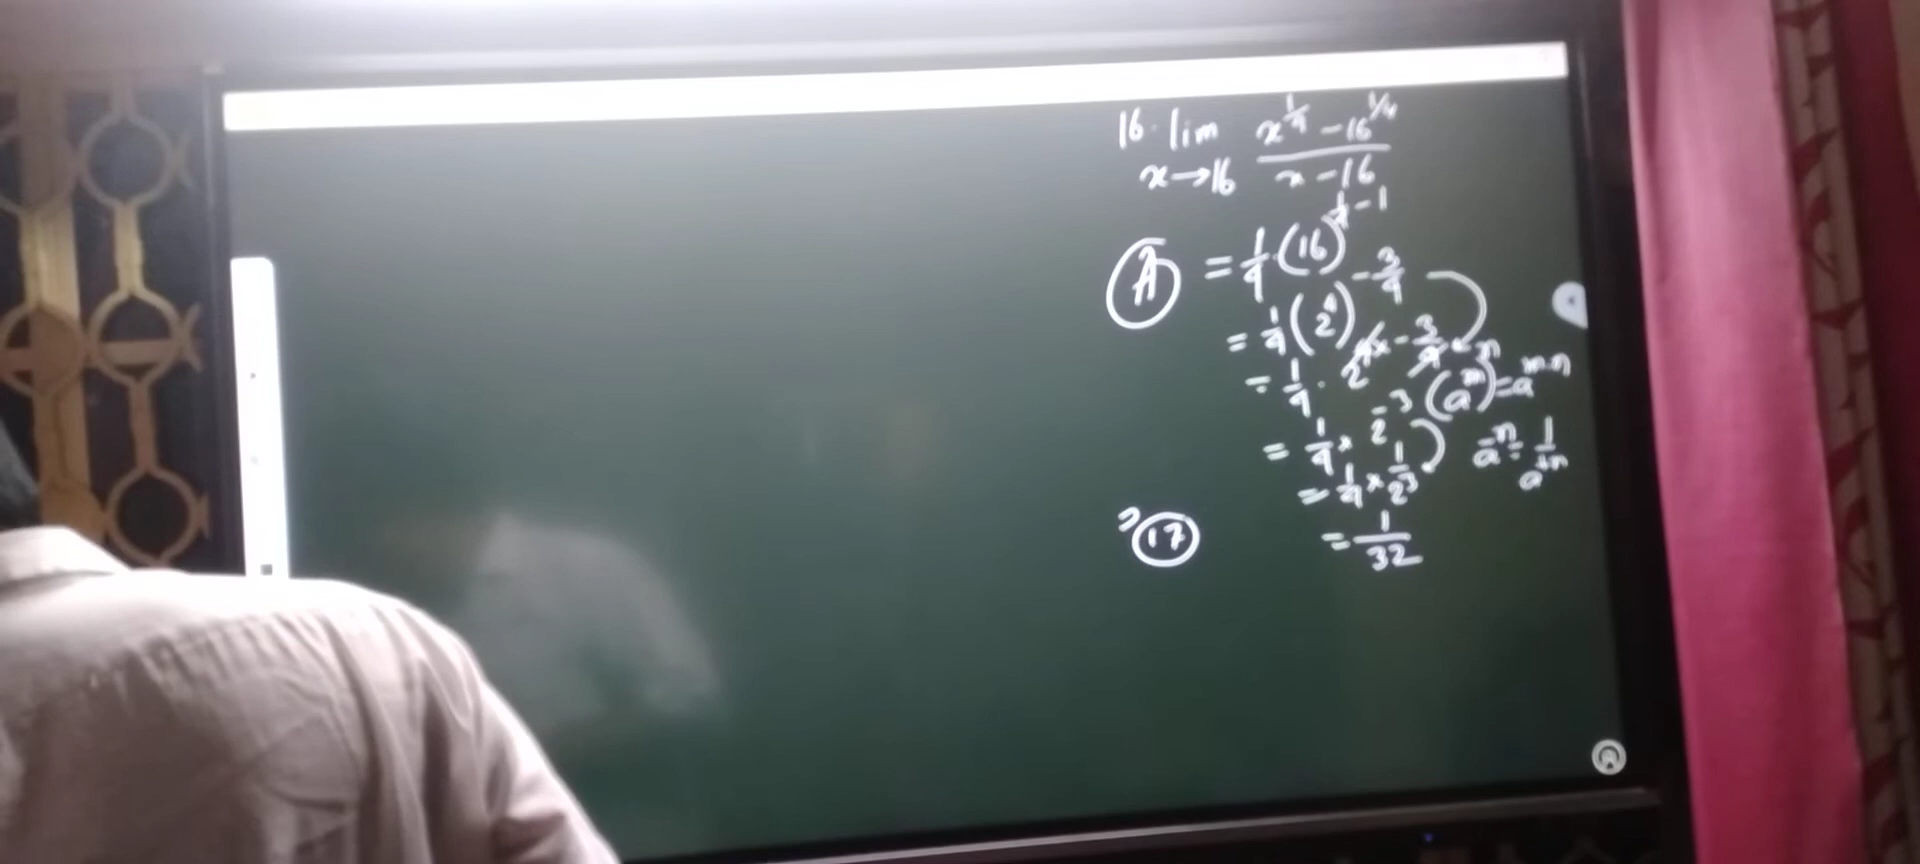 16. lim x^1/4 - 16^1/4
x→16 x - 16
A = 1/4 · (16)^1/4 - 1
= 1/4 (2^4)^-3/4
= 1/4 · 2^4 x -3/4 (a^m)^n = a^m·n
= 1/4 x 2^-3 a^-n = 1/a^+n
= 1/4 x 1/2^3
17 = 1/32